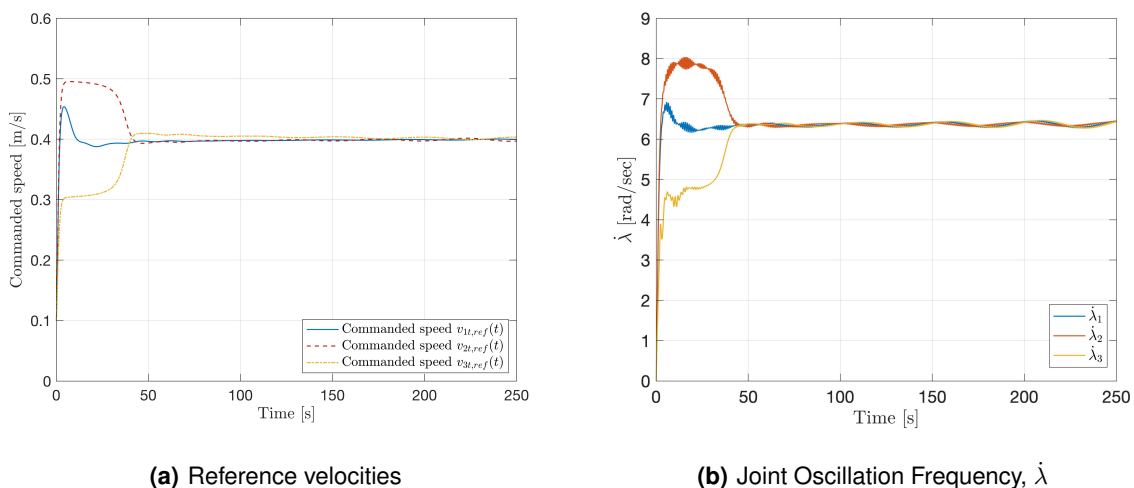 0.6
0.5
0.4
0.3
0.2
0.1
0
Commanded speed [m/s]
Commanded speed v₁ₜ,ref(t)
Commanded speed v₂ₜ,ref(t)
Commanded speed v₃ₜ,ref(t)
0 50 100 150 200 250
Time [s]
(a) Reference velocities
9
8
7
6
5
4
3
2
1
0
λ̇ [rad/sec]
λ̇₁
λ̇₂
λ̇₃
0 50 100 150 200 250
Time [s]
(b) Joint Oscillation Frequency, λ̇